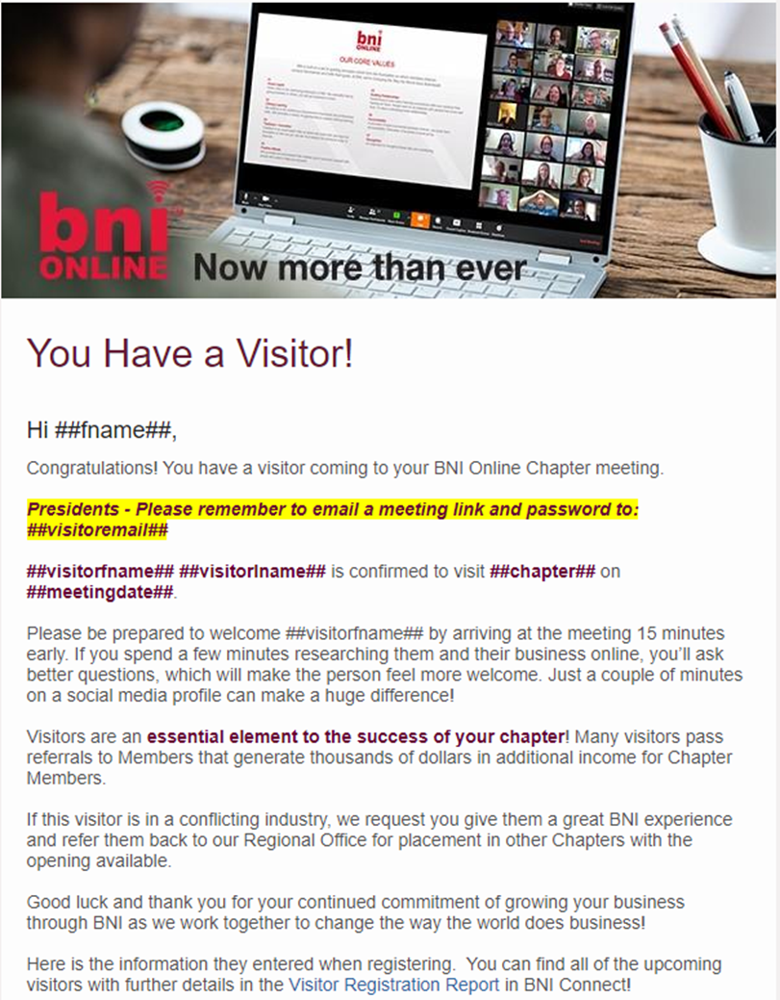 bni
ONLINE
OUR CORE VALUES
bni
ONLINE
Now more than ever
You Have a Visitor!
Hi ##fname##,
Congratulations! You have a visitor coming to your BNI Online Chapter meeting.
Presidents - Please remember to email a meeting link and password to:
##visitoremail##
##visitorfname## ##visitorlname## is confirmed to visit ##chapter## on
##meetingdate##.
Please be prepared to welcome ##visitorfname## by arriving at the meeting 15 minutes
early. If you spend a few minutes researching them and their business online, you’ll ask
better questions, which will make the person feel more welcome. Just a couple of minutes
on a social media profile can make a huge difference!
Visitors are an essential element to the success of your chapter! Many visitors pass
referrals to Members that generate thousands of dollars in additional income for Chapter
Members.
If this visitor is in a conflicting industry, we request you give them a great BNI experience
and refer them back to our Regional Office for placement in other Chapters with the
opening available.
Good luck and thank you for your continued commitment of growing your business
through BNI as we work together to change the way the world does business!
Here is the information they entered when registering.  You can find all of the upcoming
visitors with further details in the Visitor Registration Report in BNI Connect!